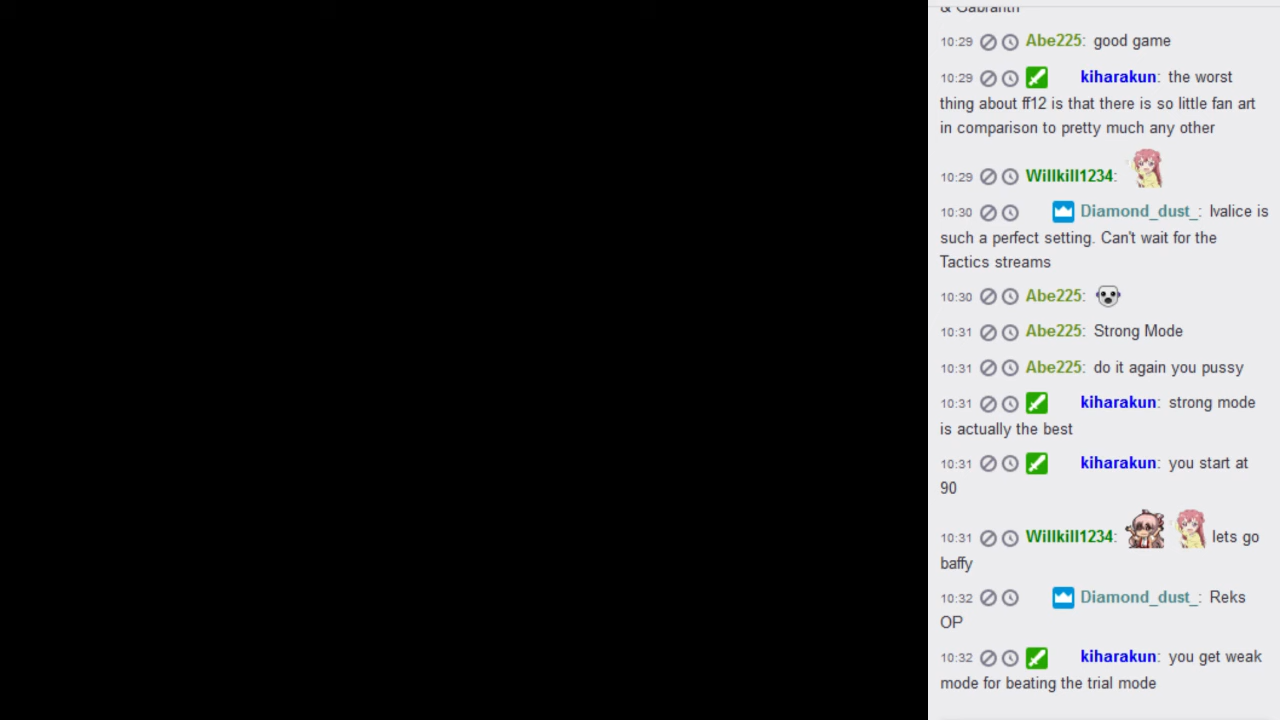 & Gabranth
10:29 Abe225: good game
10:29 kiharakun: the worst
thing about ff12 is that there is so little fan art
in comparison to pretty much any other
10:29 Willkill1234:
10:30 Diamond_dust_: Ivalice is
such a perfect setting. Can't wait for the
Tactics streams
10:30 Abe225:
10:31 Abe225: Strong Mode
10:31 Abe225: do it again you pussy
10:31 kiharakun: strong mode
is actually the best
10:31 kiharakun: you start at
90
10:31 Willkill1234: lets go
baffy
10:32 Diamond_dust_: Reks
OP
10:32 kiharakun: you get weak
mode for beating the trial mode